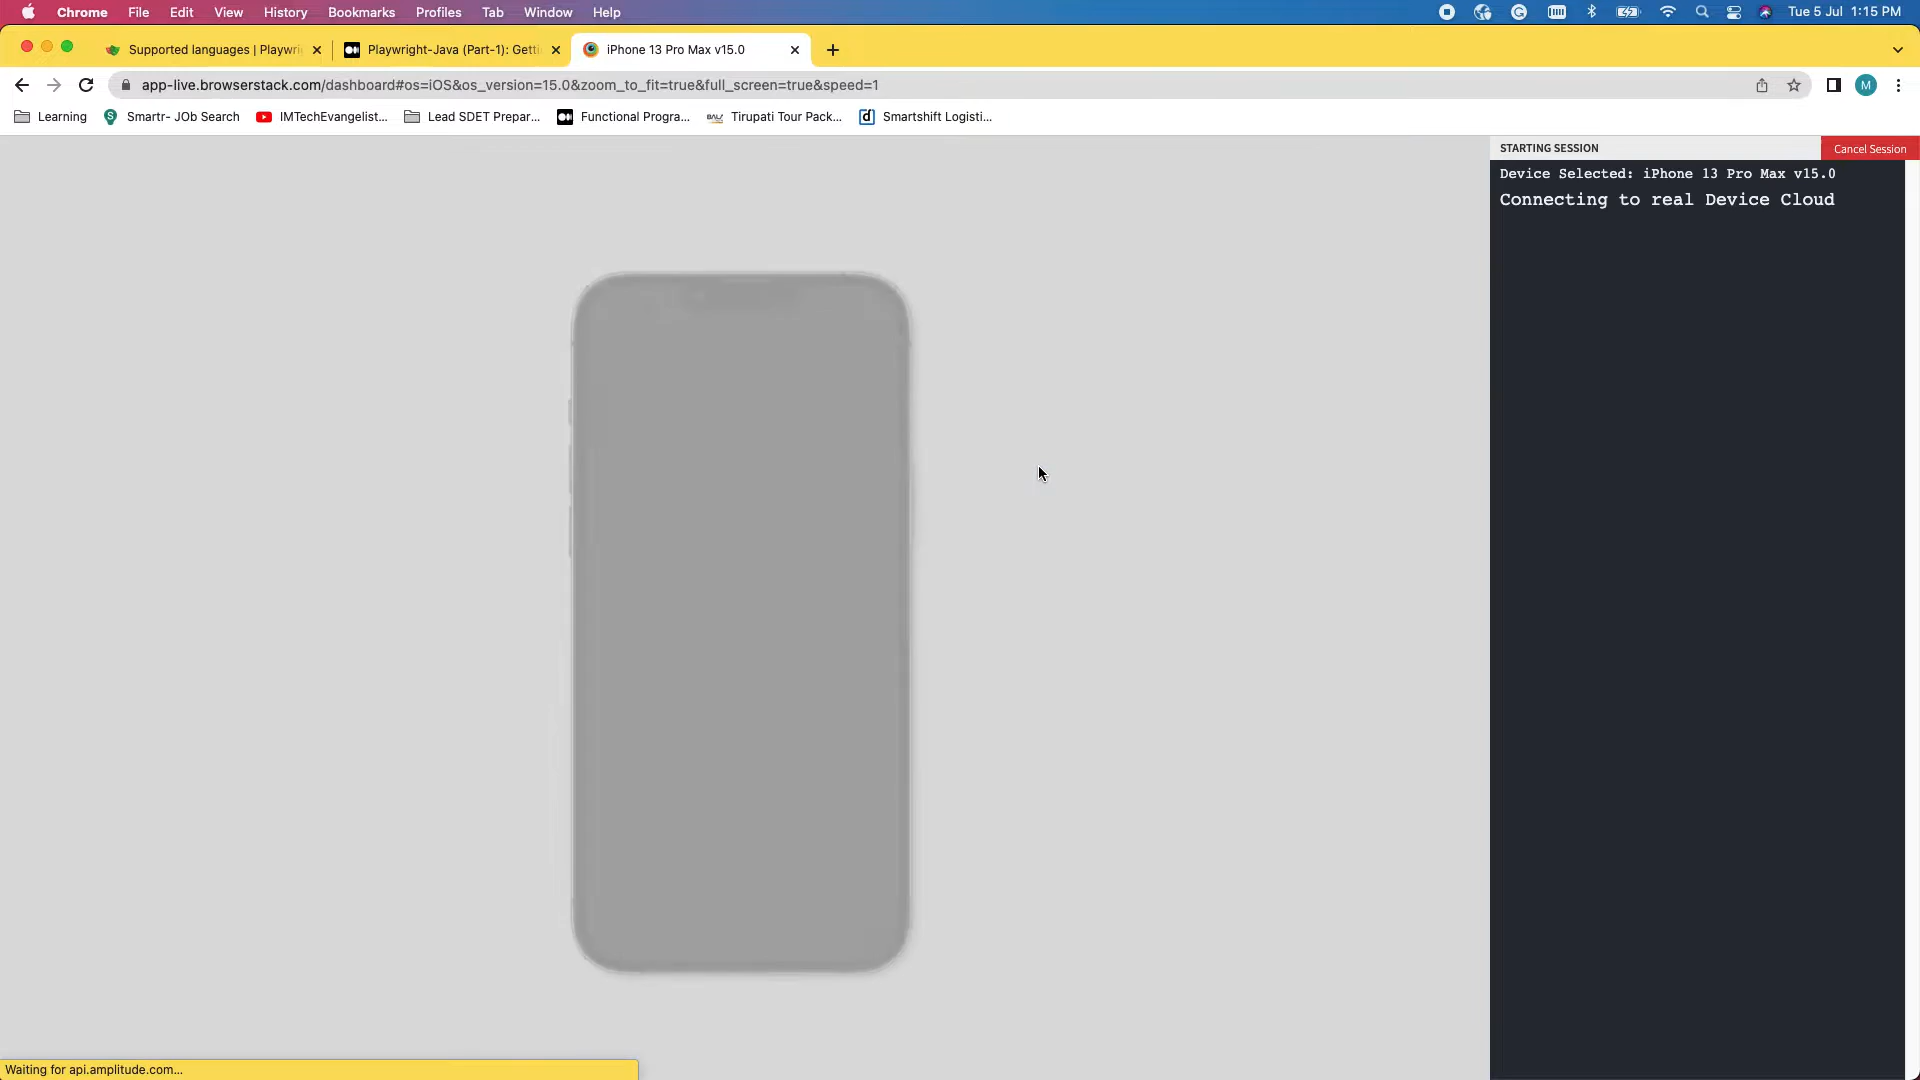 Chrome File Edit View History Bookmarks Profiles Tab Window Help Tue 5 Jul 1:15 PM
Supported languages | Playwri Playwright-Java (Part-1): Getti iPhone 13 Pro Max v15.0
app-live.browserstack.com/dashboard#os=iOS&os_version=15.0&zoom_to_fit=true&full_screen=true&speed=1 M
Learning Smartr- JOb Search IMTechEvangelist... Lead SDET Prepar... Functional Progra... Tirupati Tour Pack... Smartshift Logisti...
STARTING SESSION Cancel Session
Device Selected: iPhone 13 Pro Max v15.0
Connecting to real Device Cloud
Waiting for api.amplitude.com...